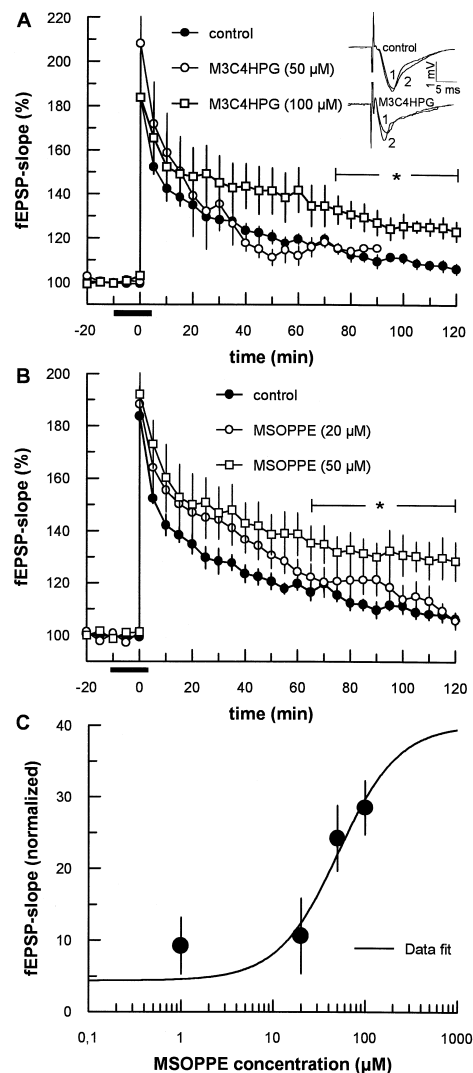 A
220
200
180
160
140
120
100
fEPSP-slope (%)
control
M3C4HPG (50 µM)
M3C4HPG (100 µM)
control
1
2
1 mV
5 ms
M3C4HPG
1
2
*
-20 0 20 40 60 80 100 120
time (min)
B
200
180
160
140
120
100
fEPSP-slope (%)
control
MSOPPE (20 µM)
MSOPPE (50 µM)
*
-20 0 20 40 60 80 100 120
time (min)
C
40
30
20
10
0
fEPSP-slope (normalized)
Data fit
0,1 1 10 100 1000
MSOPPE concentration (µM)